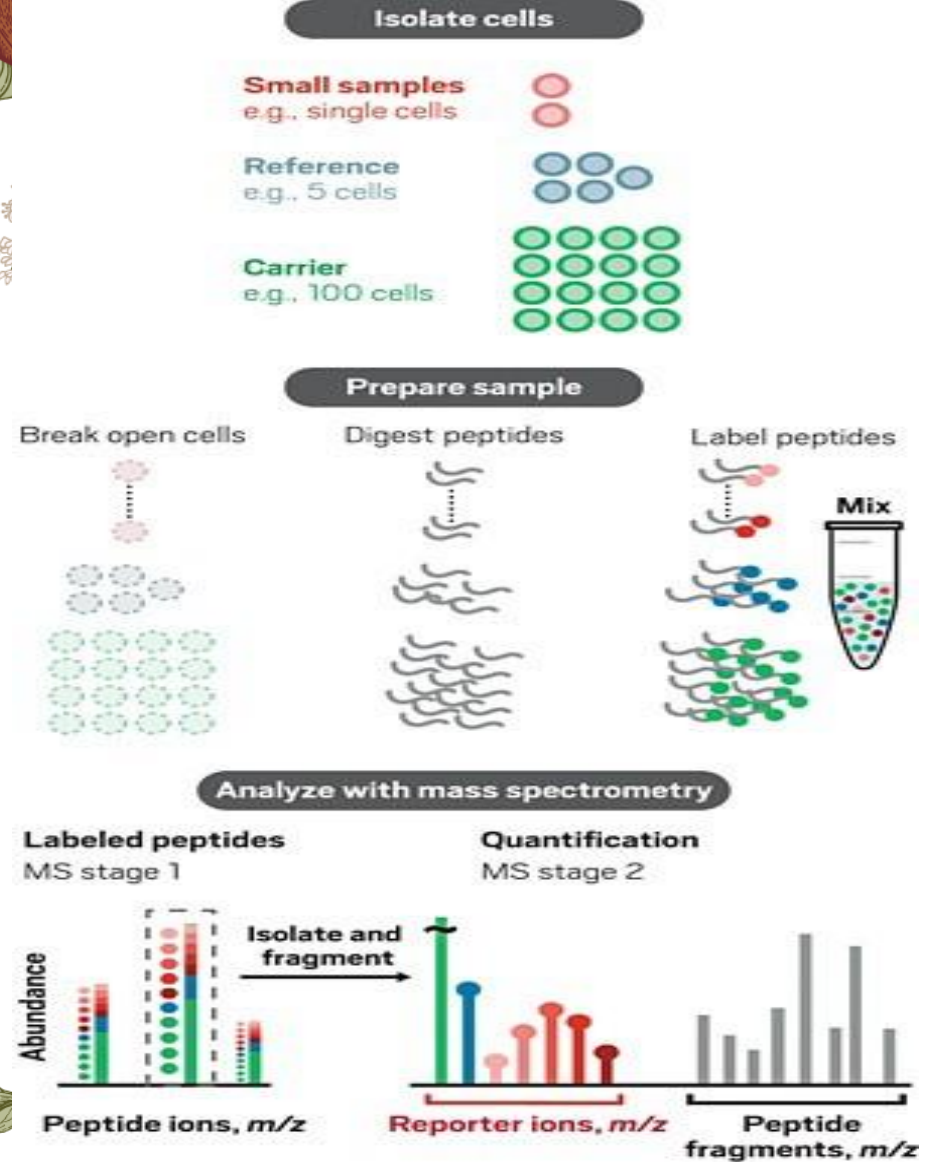 Isolate cells
Small samples
e.g., single cells
Reference
e.g., 5 cells
Carrier
e.g., 100 cells
Prepare sample
Break open cells
Digest peptides
Label peptides
Mix
Analyze with mass spectrometry
Labeled peptides
MS stage 1
Quantification
MS stage 2
Abundance
Isolate and
fragment
Peptide ions, m/z
Reporter ions, m/z
Peptide
fragments, m/z